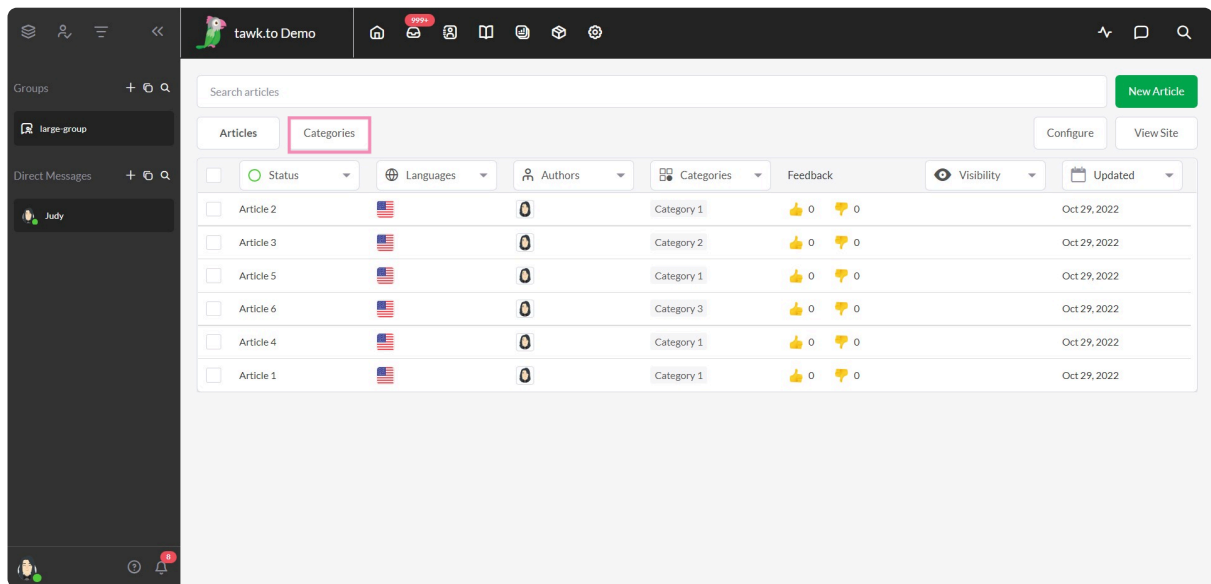 tawk.to Demo
999+
Groups
large-group
Direct Messages
Judy
8
Search articles
New Article
Articles
Categories
Configure
View Site
Status Languages Authors Categories Feedback Visibility Updated
Article 2 Category 1 0 0 Oct 29, 2022
Article 3 Category 2 0 0 Oct 29, 2022
Article 5 Category 1 0 0 Oct 29, 2022
Article 6 Category 3 0 0 Oct 29, 2022
Article 4 Category 1 0 0 Oct 29, 2022
Article 1 Category 1 0 0 Oct 29, 2022